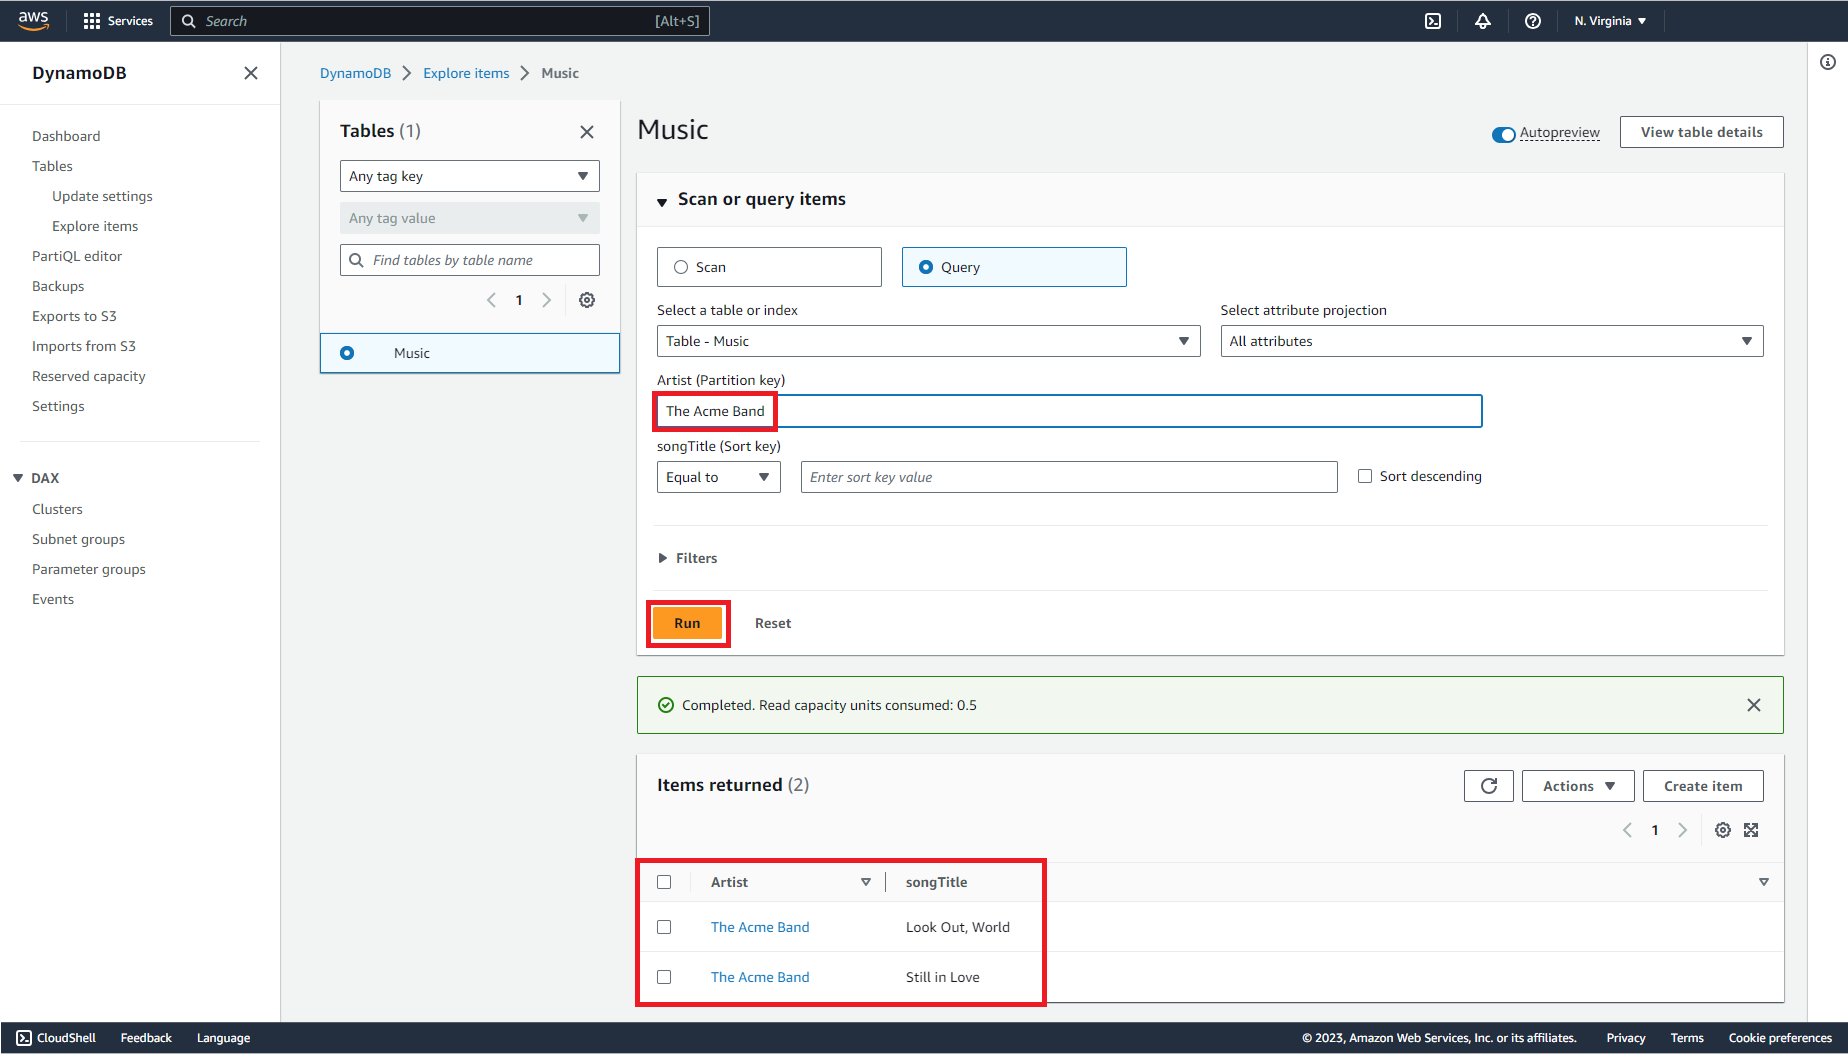 aws
Services
Search
[Alt+S]
N. Virginia
DynamoDB
Dashboard
Tables
Update settings
Explore items
PartiQL editor
Backups
Exports to S3
Imports from S3
Reserved capacity
Settings
DAX
Clusters
Subnet groups
Parameter groups
Events
DynamoDB
Explore items
Music
Tables (1)
Any tag key
Any tag value
Find tables by table name
1
Music
Music
Autopreview
View table details
Scan or query items
Scan
Query
Select a table or index
Table - Music
Select attribute projection
All attributes
Artist (Partition key)
The Acme Band
songTitle (Sort key)
Equal to
Enter sort key value
Sort descending
Filters
Run
Reset
Completed. Read capacity units consumed: 0.5
Items returned (2)
Actions
Create item
1
Artist
songTitle
The Acme Band
Look Out, World
The Acme Band
Still in Love
CloudShell
Feedback
Language
© 2023, Amazon Web Services, Inc. or its affiliates.
Privacy
Terms
Cookie preferences